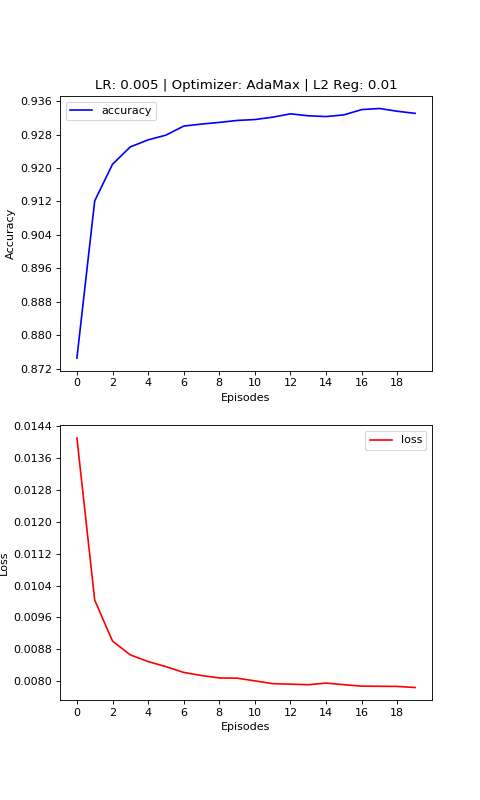 LR: 0.005 | Optimizer: AdaMax | L2 Reg: 0.01
accuracy
0.936
0.928
0.920
0.912
0.904
0.896
0.888
0.880
0.872
Accuracy
0 2 4 6 8 10 12 14 16 18
Episodes
loss
0.0144
0.0136
0.0128
0.0120
0.0112
0.0104
0.0096
0.0088
0.0080
Loss
0 2 4 6 8 10 12 14 16 18
Episodes